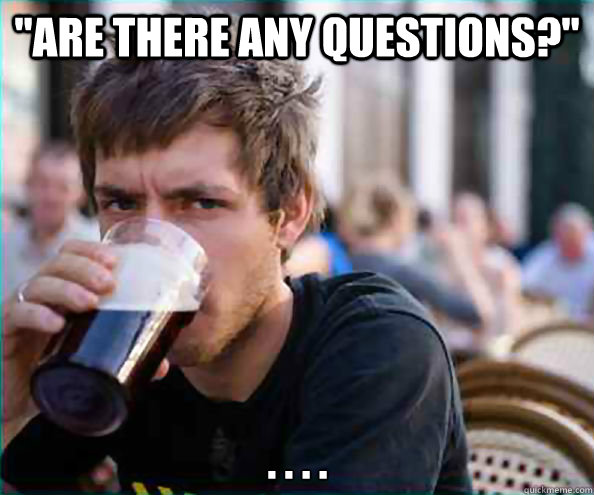 "ARE THERE ANY QUESTIONS?"
. . . .
quickmeme.com